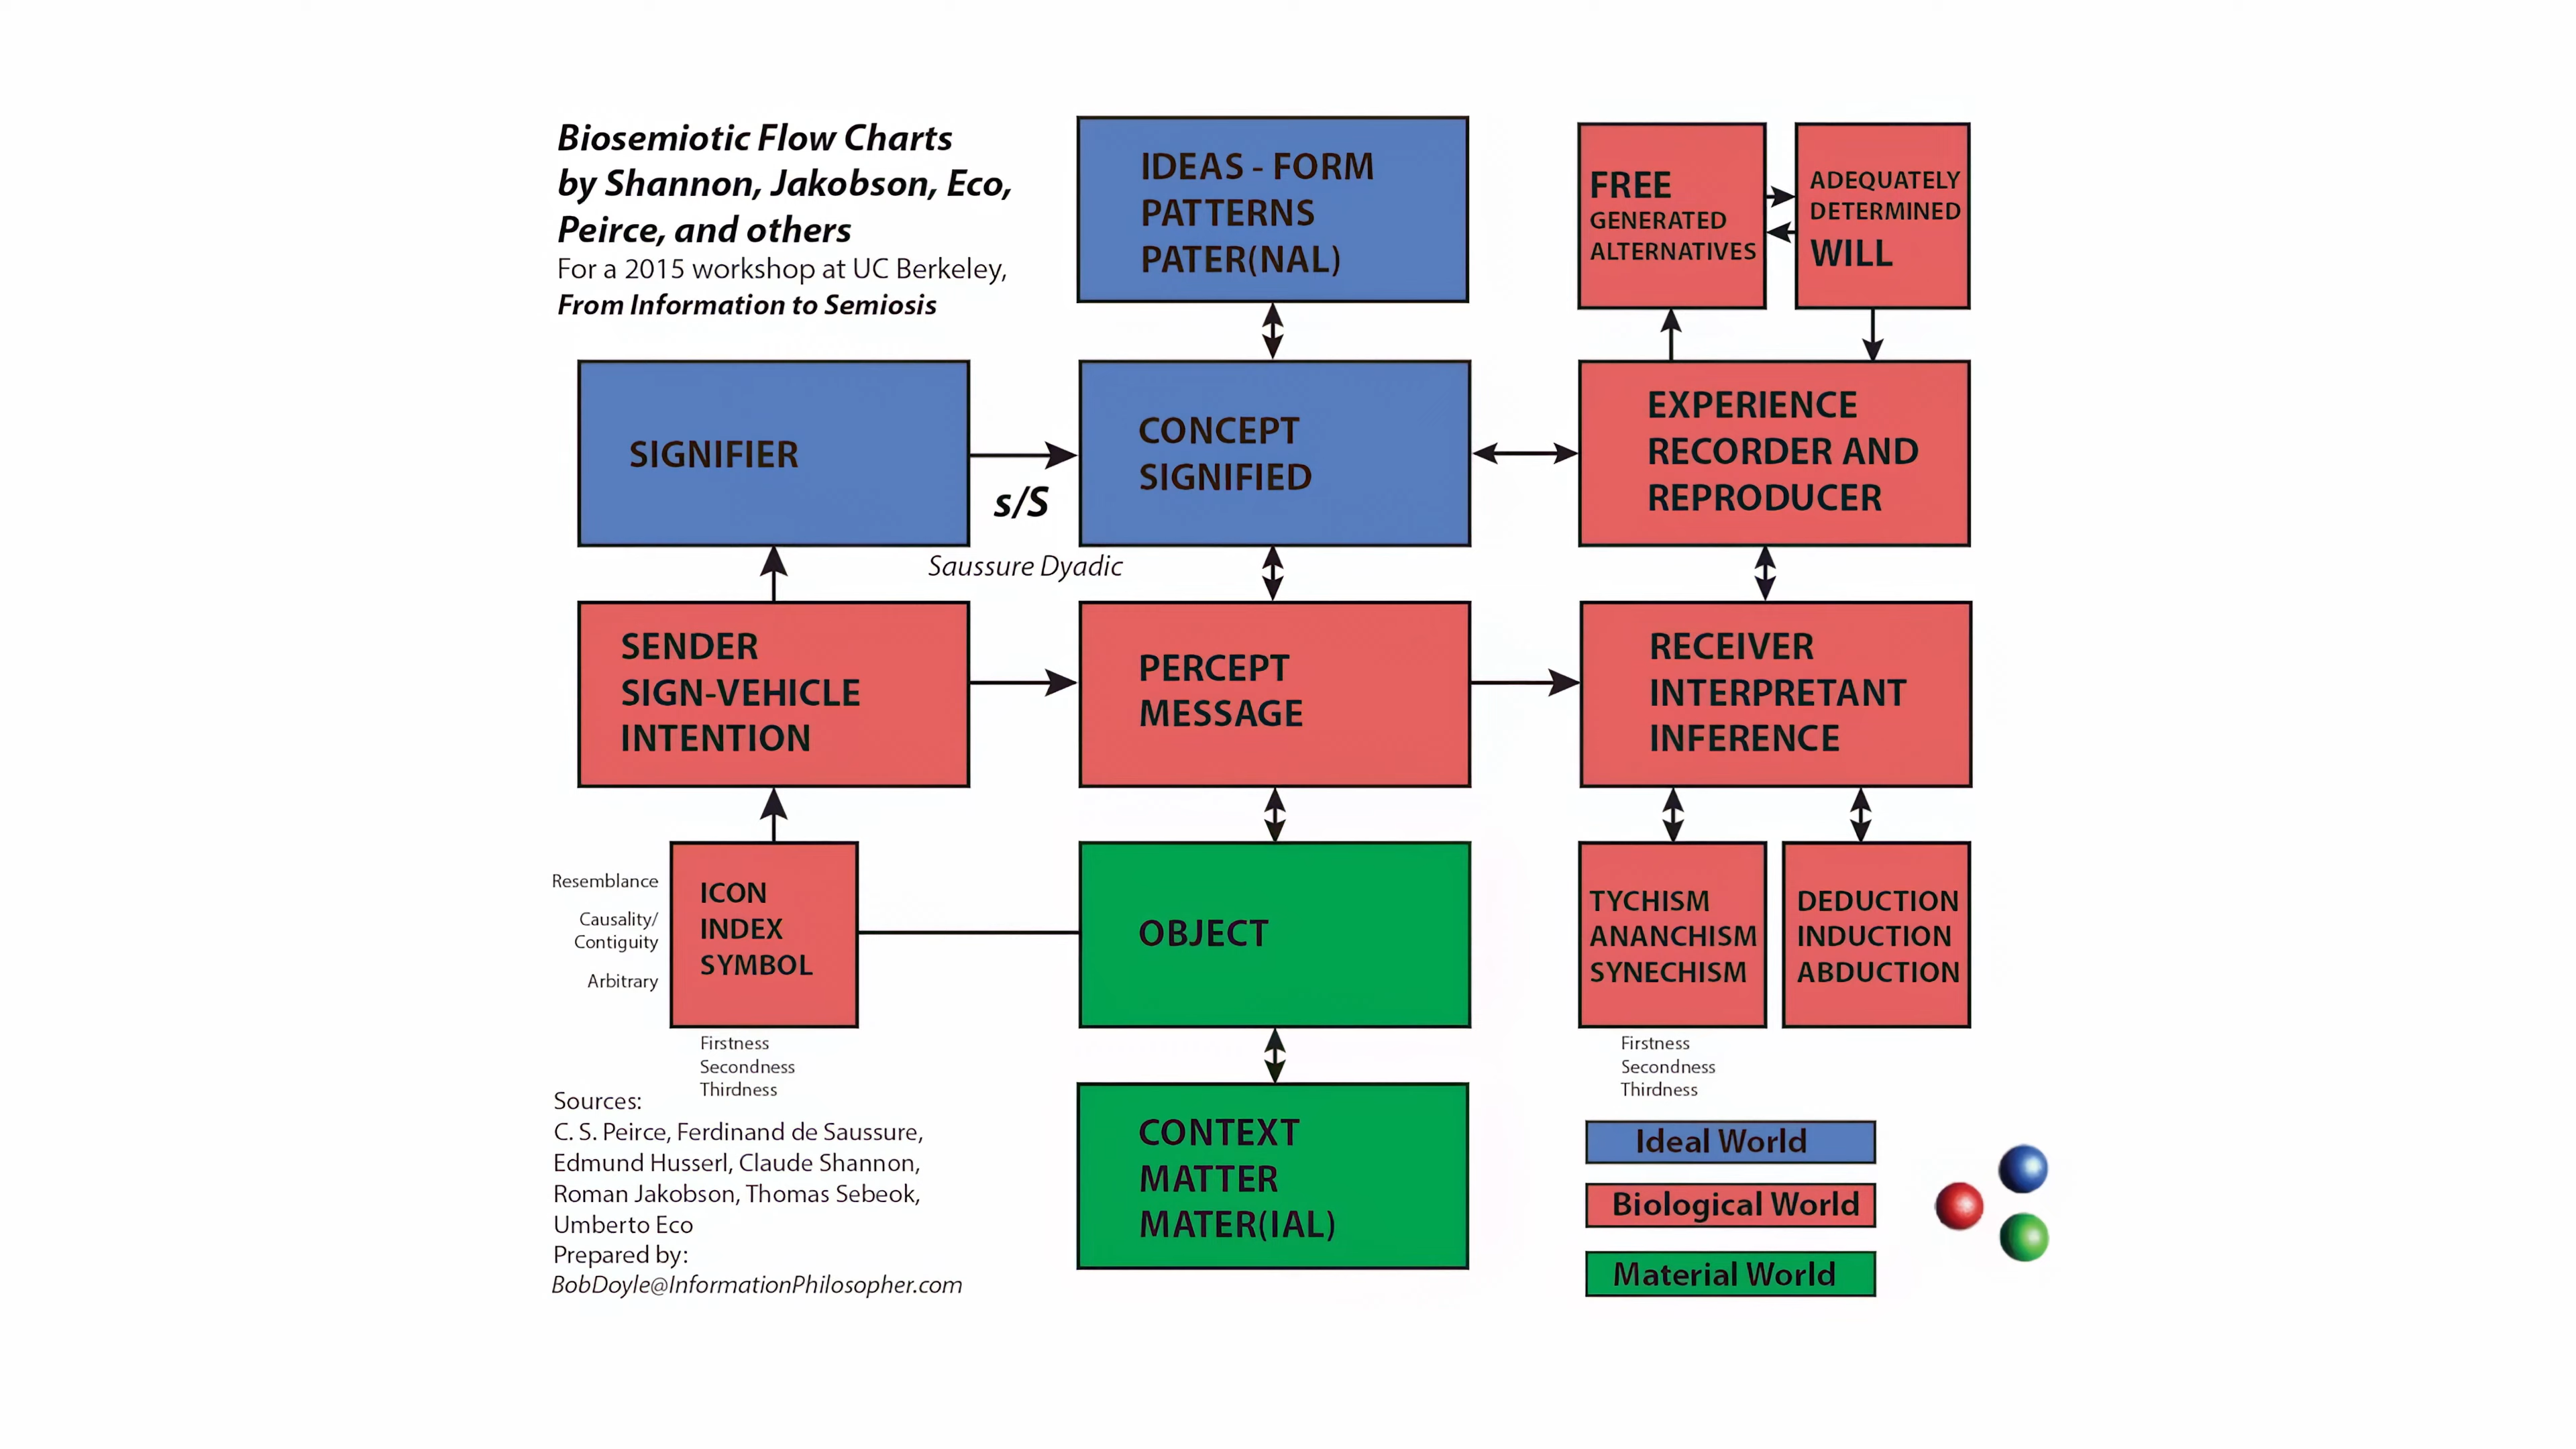 Biosemiotic Flow Charts
by Shannon, Jakobson, Eco,
Peirce, and others
For a 2015 workshop at UC Berkeley,
From Information to Semiosis
IDEAS - FORM
PATTERNS
PATER(NAL)
FREE
GENERATED
ALTERNATIVES
ADEQUATELY
DETERMINED
WILL
SIGNIFIER
s/S
Saussure Dyadic
CONCEPT
SIGNIFIED
EXPERIENCE
RECORDER AND
REPRODUCER
SENDER
SIGN-VEHICLE
INTENTION
PERCEPT
MESSAGE
RECEIVER
INTERPRETANT
INFERENCE
Resemblance
Causality/
Contiguity
Arbitrary
ICON
INDEX
SYMBOL
Firstness
Secondness
Thirdness
OBJECT
TYCHISM
ANANCHISM
SYNECHISM
Firstness
Secondness
Thirdness
DEDUCTION
INDUCTION
ABDUCTION
Sources:
C. S. Peirce, Ferdinand de Saussure,
Edmund Husserl, Claude Shannon,
Roman Jakobson, Thomas Sebeok,
Umberto Eco
Prepared by:
BobDoyle@InformationPhilosopher.com
CONTEXT
MATTER
MATER(IAL)
Ideal World
Biological World
Material World